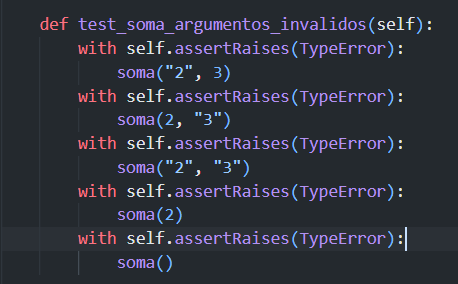 def test_soma_argumentos_invalidos(self):
with self.assertRaises(TypeError):
soma("2", 3)
with self.assertRaises(TypeError):
soma(2, "3")
with self.assertRaises(TypeError):
soma("2", "3")
with self.assertRaises(TypeError):
soma(2)
with self.assertRaises(TypeError):
soma()